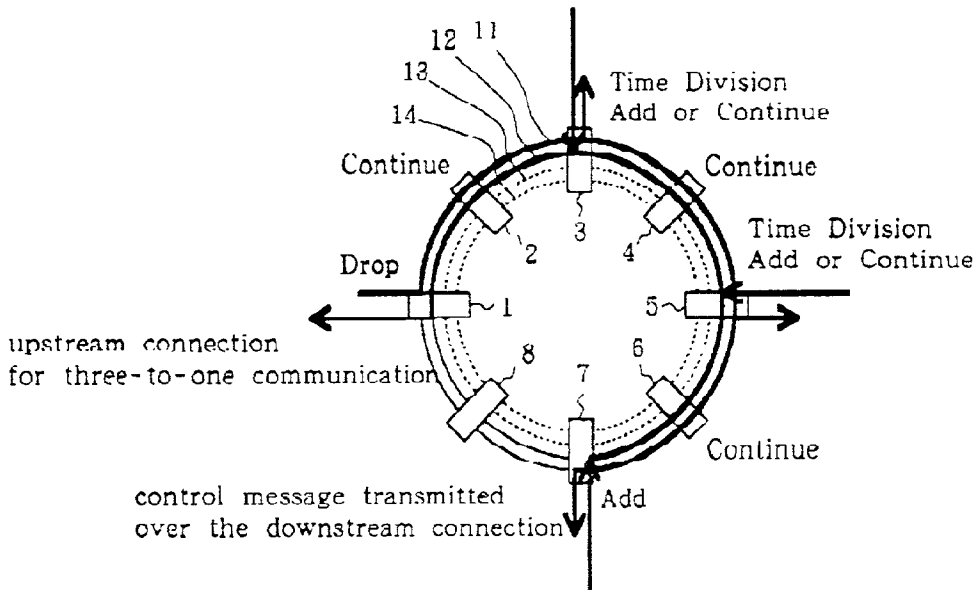 11
12
13
14
Time Division
Add or Continue
Continue
Continue
3
2
4
Time Division
Add or Continue
Drop
1
5
upstream connection
for three-to-one communication
8
7
6
Continue
control message transmitted
over the downstream connection
Add